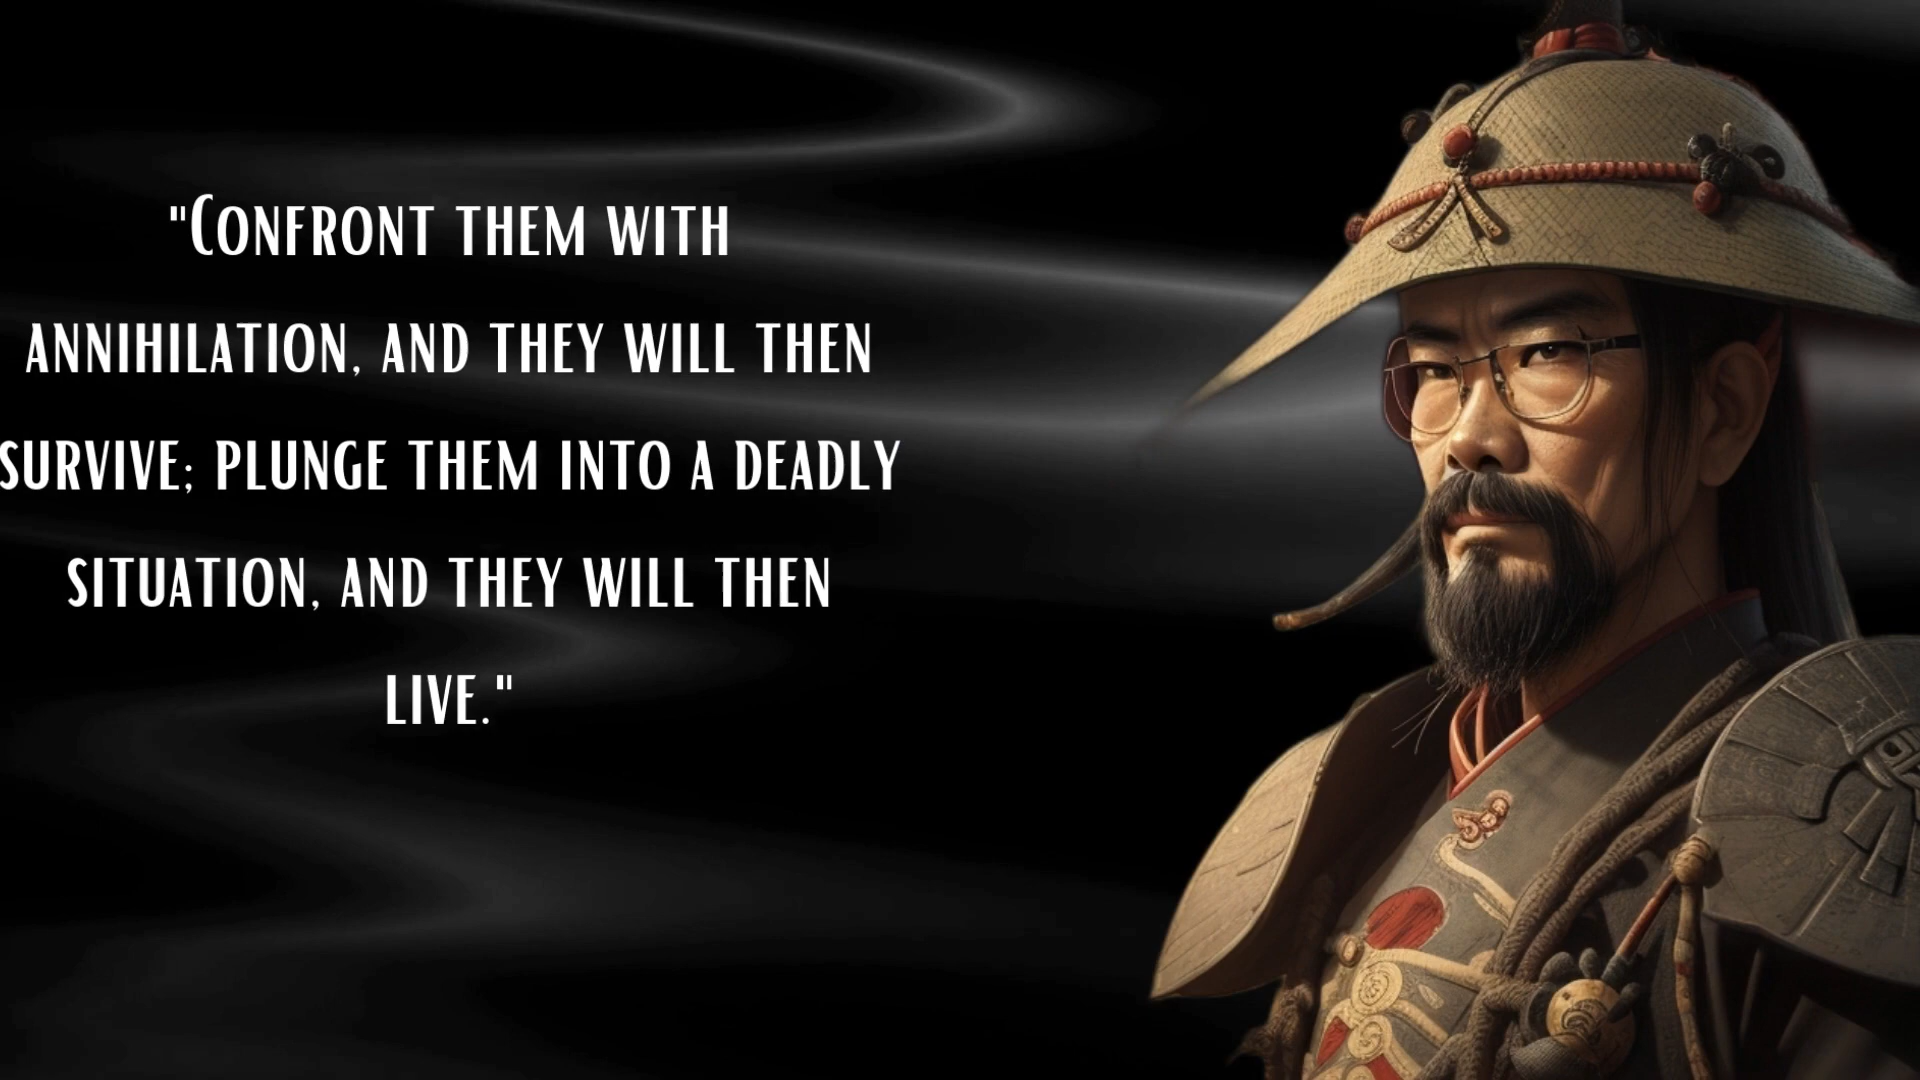 "Confront them with
annihilation, and they will then
survive; plunge them into a deadly
situation, and they will then
live."